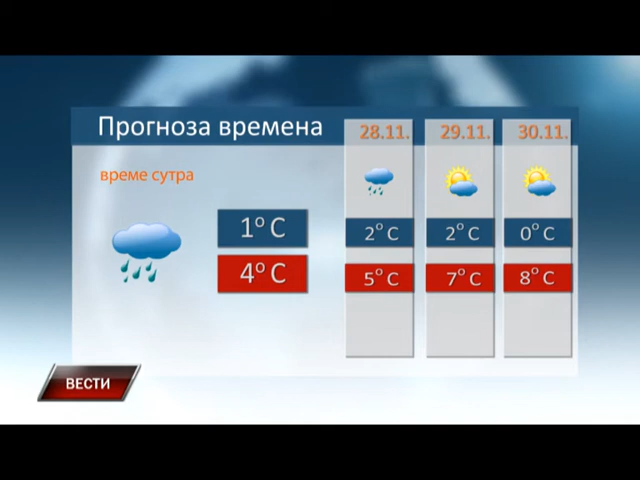 Прогноза времена
28.11. 29.11. 30.11.
време сутра
1° C 2° C 2° C 0° C
4° C 5° C 7° C 8° C
ВЕСТИ